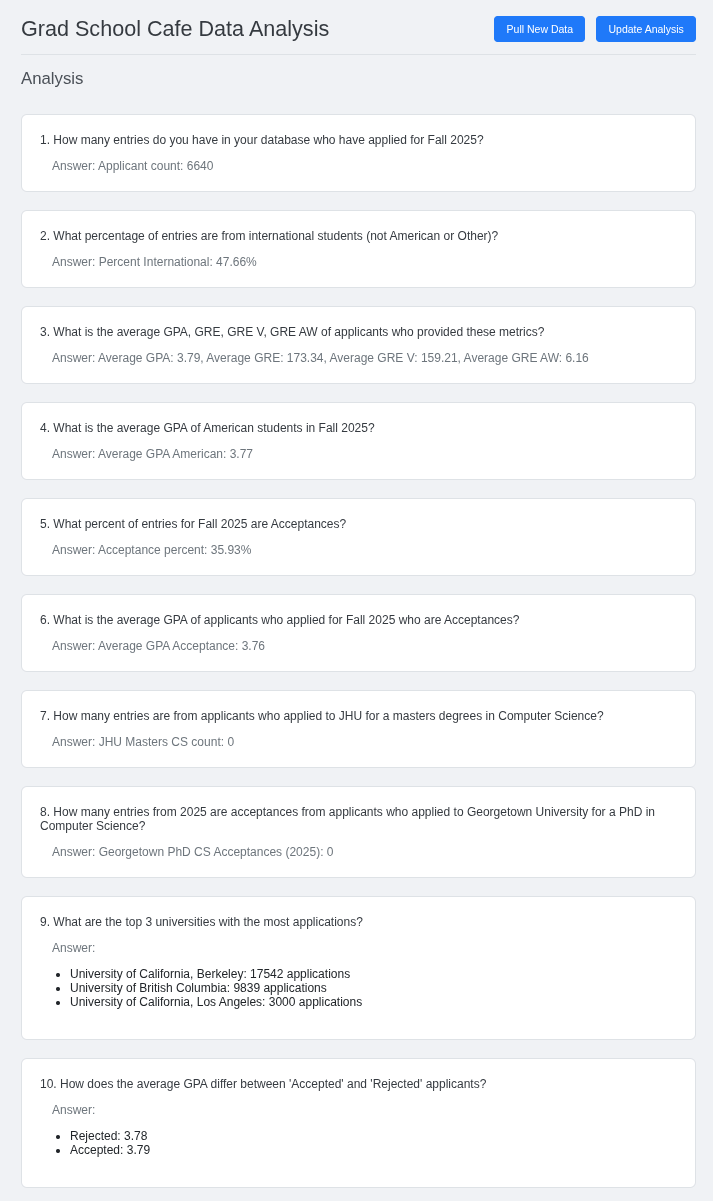 Grad School Cafe Data Analysis
Pull New Data
Update Analysis
Analysis
1. How many entries do you have in your database who have applied for Fall 2025?
Answer: Applicant count: 6640
2. What percentage of entries are from international students (not American or Other)?
Answer: Percent International: 47.66%
3. What is the average GPA, GRE, GRE V, GRE AW of applicants who provided these metrics?
Answer: Average GPA: 3.79, Average GRE: 173.34, Average GRE V: 159.21, Average GRE AW: 6.16
4. What is the average GPA of American students in Fall 2025?
Answer: Average GPA American: 3.77
5. What percent of entries for Fall 2025 are Acceptances?
Answer: Acceptance percent: 35.93%
6. What is the average GPA of applicants who applied for Fall 2025 who are Acceptances?
Answer: Average GPA Acceptance: 3.76
7. How many entries are from applicants who applied to JHU for a masters degrees in Computer Science?
Answer: JHU Masters CS count: 0
8. How many entries from 2025 are acceptances from applicants who applied to Georgetown University for a PhD in
Computer Science?
Answer: Georgetown PhD CS Acceptances (2025): 0
9. What are the top 3 universities with the most applications?
Answer:
• University of California, Berkeley: 17542 applications
• University of British Columbia: 9839 applications
• University of California, Los Angeles: 3000 applications
10. How does the average GPA differ between 'Accepted' and 'Rejected' applicants?
Answer:
• Rejected: 3.78
• Accepted: 3.79